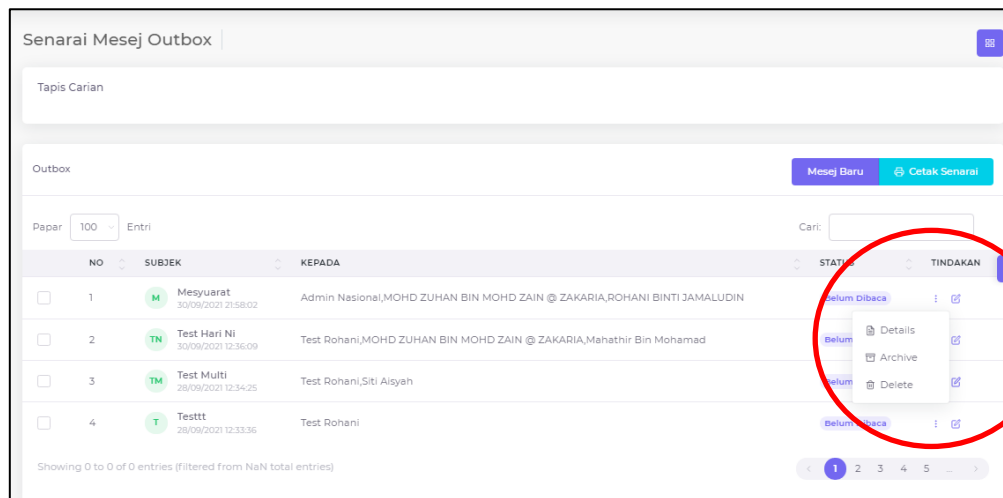 Senarai Mesej Outbox
Tapis Carian
Outbox
Mesej Baru
Cetak Senarai
Papar 100 Entri
Cari:
NO SUBJEK KEPADA STATUS TINDAKAN
1 M Mesyuarat Admin Nasional,MOHD ZUHAN BIN MOHD ZAIN @ ZAKARIA,ROHANI BINTI JAMALUDIN Belum Dibaca
30/09/2021 21:58:02
Details
2 TN Test Hari Ni Test Rohani,MOHD ZUHAN BIN MOHD ZAIN @ ZAKARIA,Mahathir Bin Mohamad Belum
30/09/2021 12:36:09
Archive
3 TM Test Multi Test Rohani,Siti Aisyah Belum
28/09/2021 12:34:25
Delete
4 T Testtt Test Rohani Belum Dibaca
28/09/2021 12:33:36
Showing 0 to 0 of 0 entries (filtered from NaN total entries)
1 2 3 4 5 ...